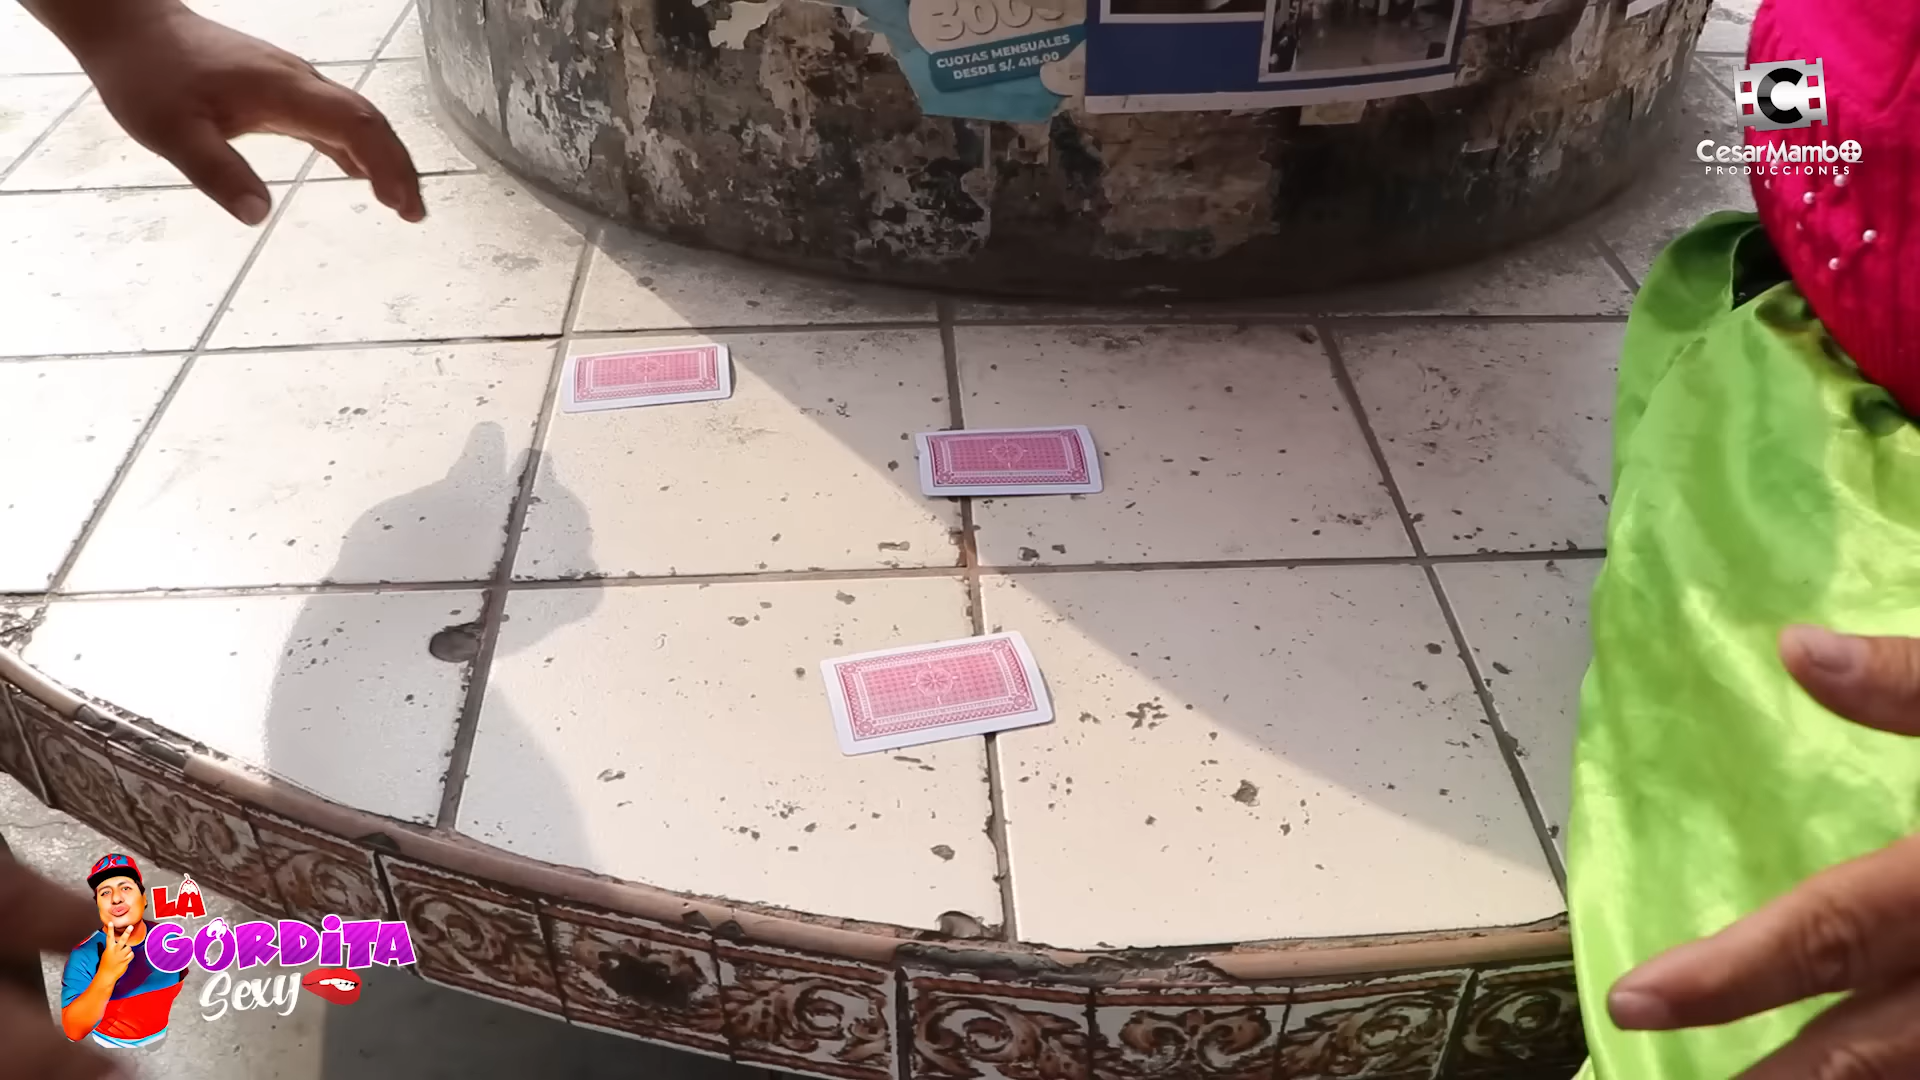 CUOTAS MENSUALES
DESDE S/. 416.00
C
CesarMambo
PRODUCCIONES
LA
GORDITA
Sexy